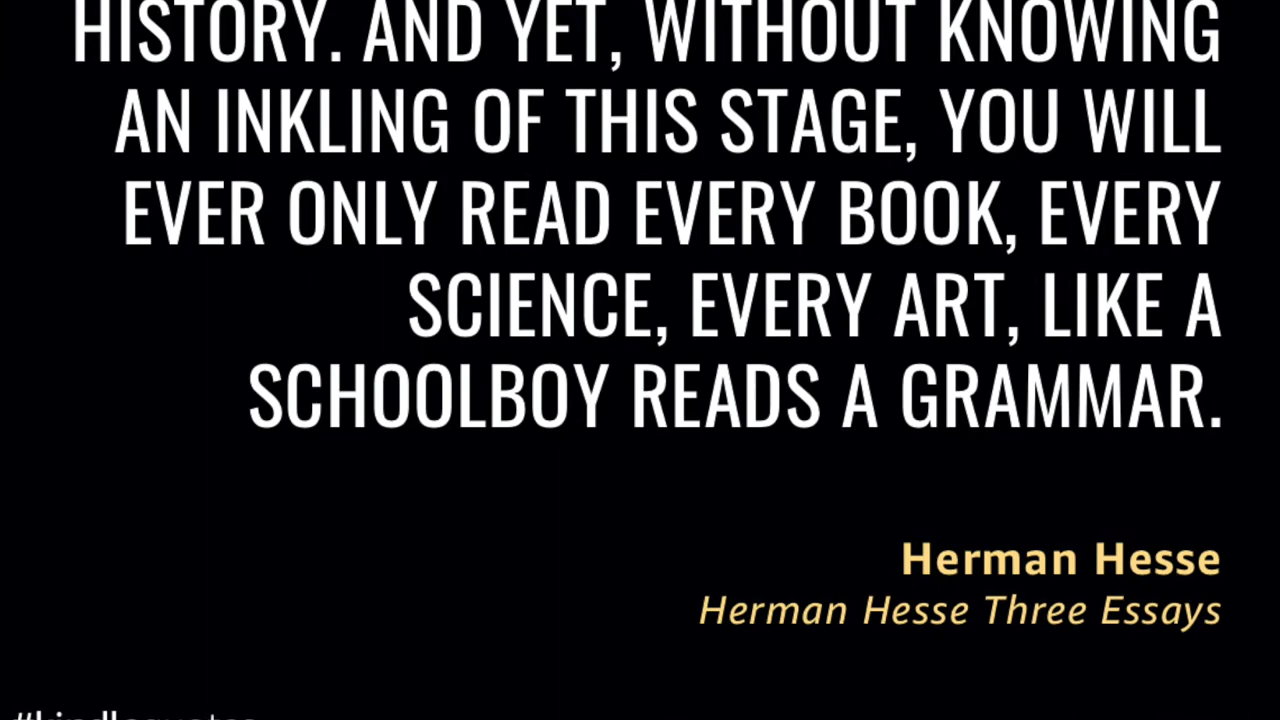 HISTORY. AND YET, WITHOUT KNOWING
AN INKLING OF THIS STAGE, YOU WILL
EVER ONLY READ EVERY BOOK, EVERY
SCIENCE, EVERY ART, LIKE A
SCHOOLBOY READS A GRAMMAR.
Herman Hesse
Herman Hesse Three Essays
#kindlequotes